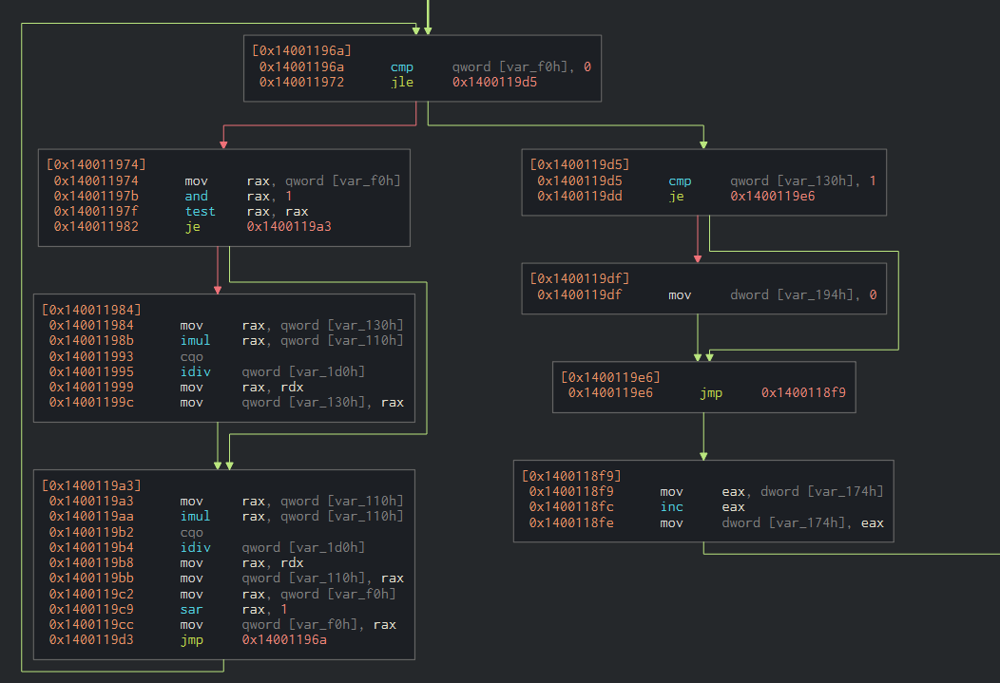 [0x14001196a]
0x14001196a cmp qword [var_f0h], 0
0x140011972 jle 0x1400119d5
[0x140011974]
0x140011974 mov rax, qword [var_f0h]
0x14001197b and rax, 1
0x14001197f test rax, rax
0x140011982 je 0x1400119a3
[0x1400119d5]
0x1400119d5 cmp qword [var_130h], 1
0x1400119dd je 0x1400119e6
[0x140011984]
0x140011984 mov rax, qword [var_130h]
0x14001198b imul rax, qword [var_110h]
0x140011993 cqo
0x140011995 idiv qword [var_1d0h]
0x140011999 mov rax, rdx
0x14001199c mov qword [var_130h], rax
[0x1400119df]
0x1400119df mov dword [var_194h], 0
[0x1400119e6]
0x1400119e6 jmp 0x1400118f9
[0x1400119a3]
0x1400119a3 mov rax, qword [var_110h]
0x1400119aa imul rax, qword [var_110h]
0x1400119b2 cqo
0x1400119b4 idiv qword [var_1d0h]
0x1400119b8 mov rax, rdx
0x1400119bb mov qword [var_110h], rax
0x1400119c2 mov rax, qword [var_f0h]
0x1400119c9 sar rax, 1
0x1400119cc mov qword [var_f0h], rax
0x1400119d3 jmp 0x14001196a
[0x1400118f9]
0x1400118f9 mov eax, dword [var_174h]
0x1400118fc inc eax
0x1400118fe mov dword [var_174h], eax